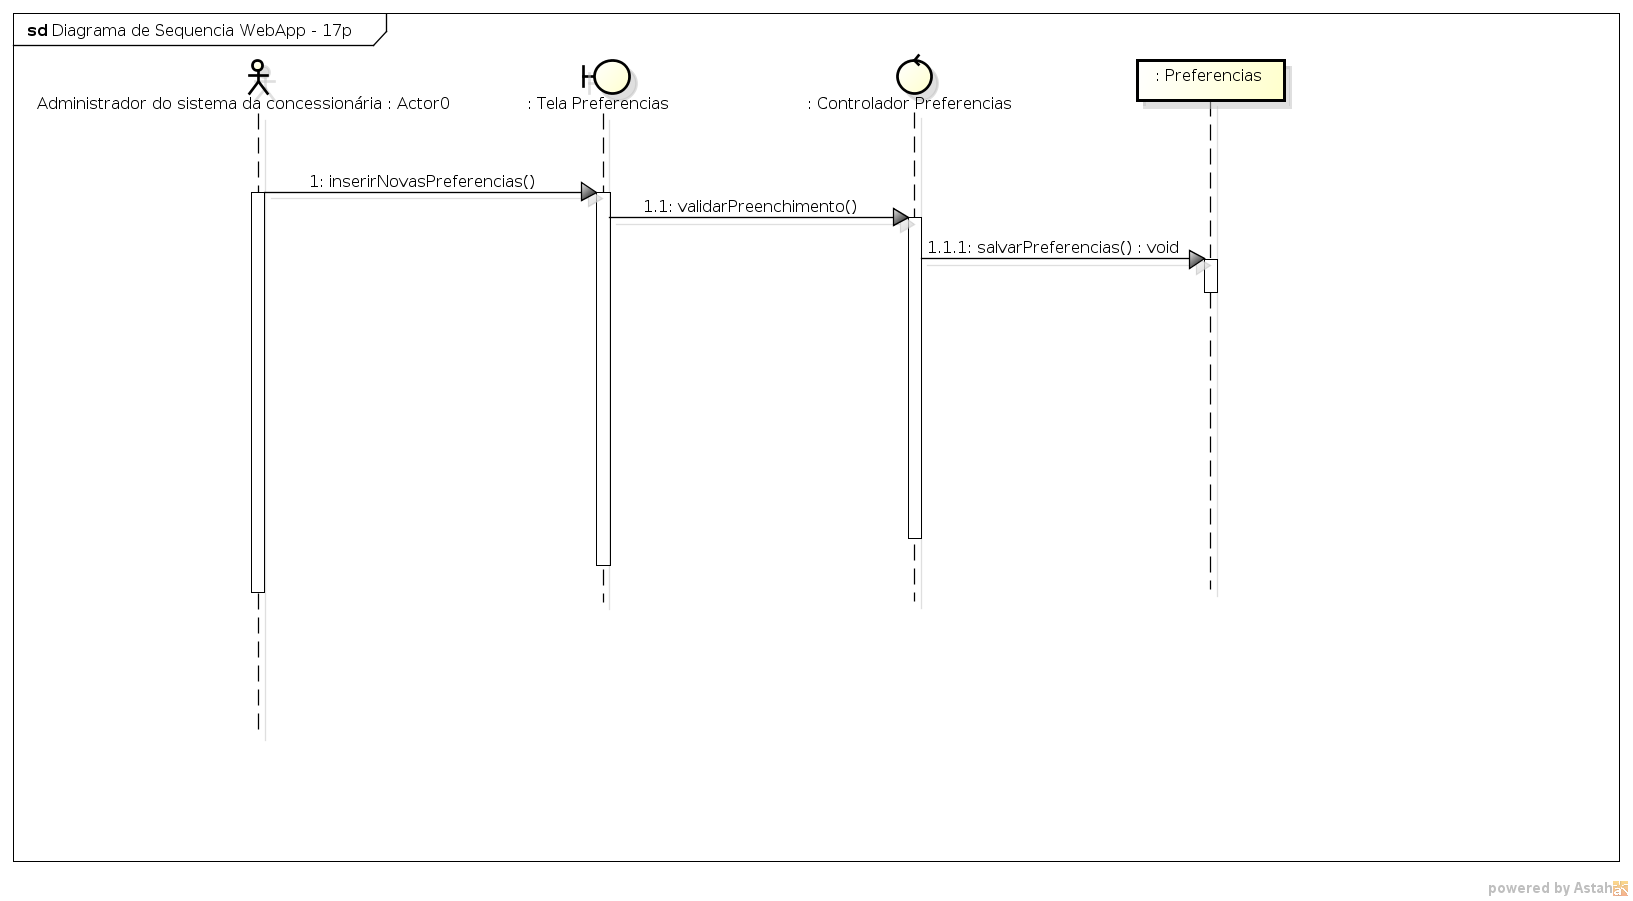 sd Diagrama de Sequencia WebApp - 17p
Administrador do sistema da concessionária : Actor0
: Tela Preferencias
: Controlador Preferencias
: Preferencias
1: inserirNovasPreferencias()
1.1: validarPreenchimento()
1.1.1: salvarPreferencias() : void
powered by Astah